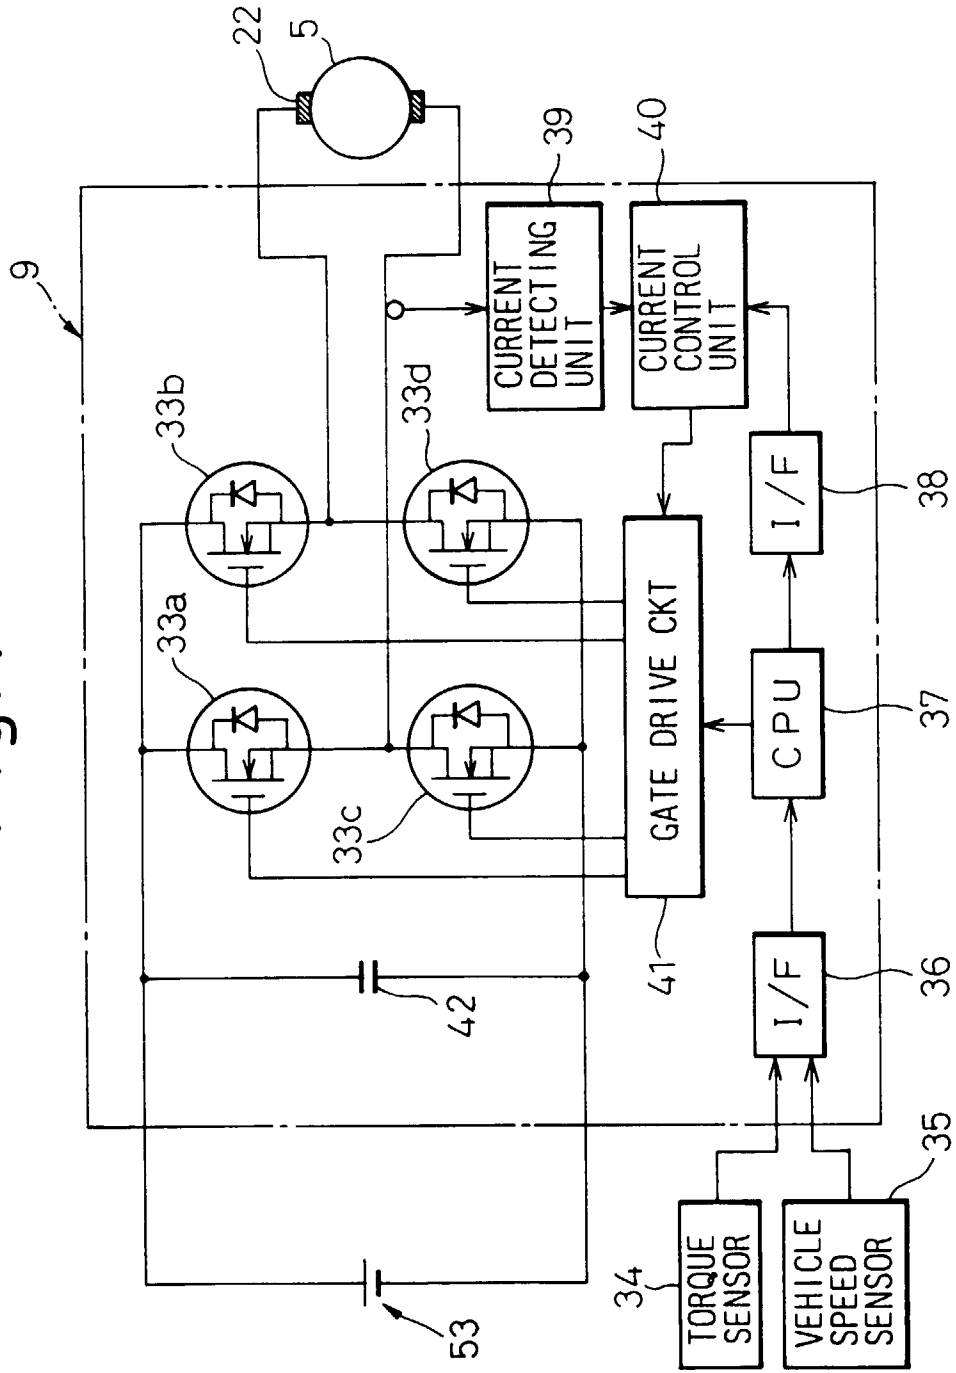 9
33b
33a
22
5
33d
33c
39
CURRENT
DETECTING
UNIT
40
CURRENT
CONTROL
UNIT
42
53
41
GATE DRIVE CKT
34
TORQUE
SENSOR
35
VEHICLE
SPEED
SENSOR
I/F
36
CPU
37
I/F
38